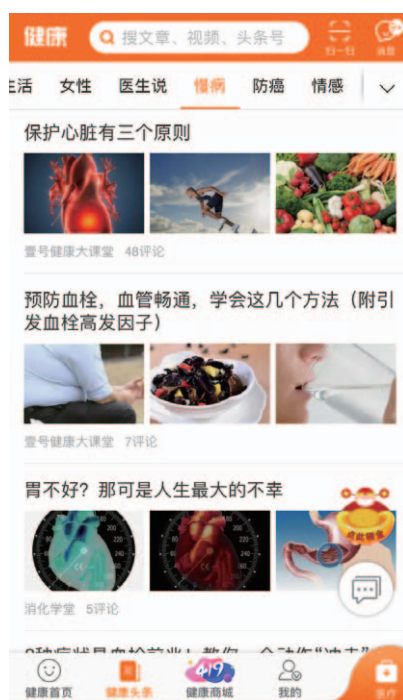 健康
搜文章、视频、头条号
扫一扫
消息
生活 女性 医生说 慢病 防癌 情感
保护心脏有三个原则
壹号健康大课堂 48评论
预防血栓，血管畅通，学会这几个方法（附引
发血栓高发因子）
壹号健康大课堂 7评论
胃不好？那可是人生最大的不幸
消化学堂 5评论
健康首页 健康头条 健康商城 我的 医疗
419